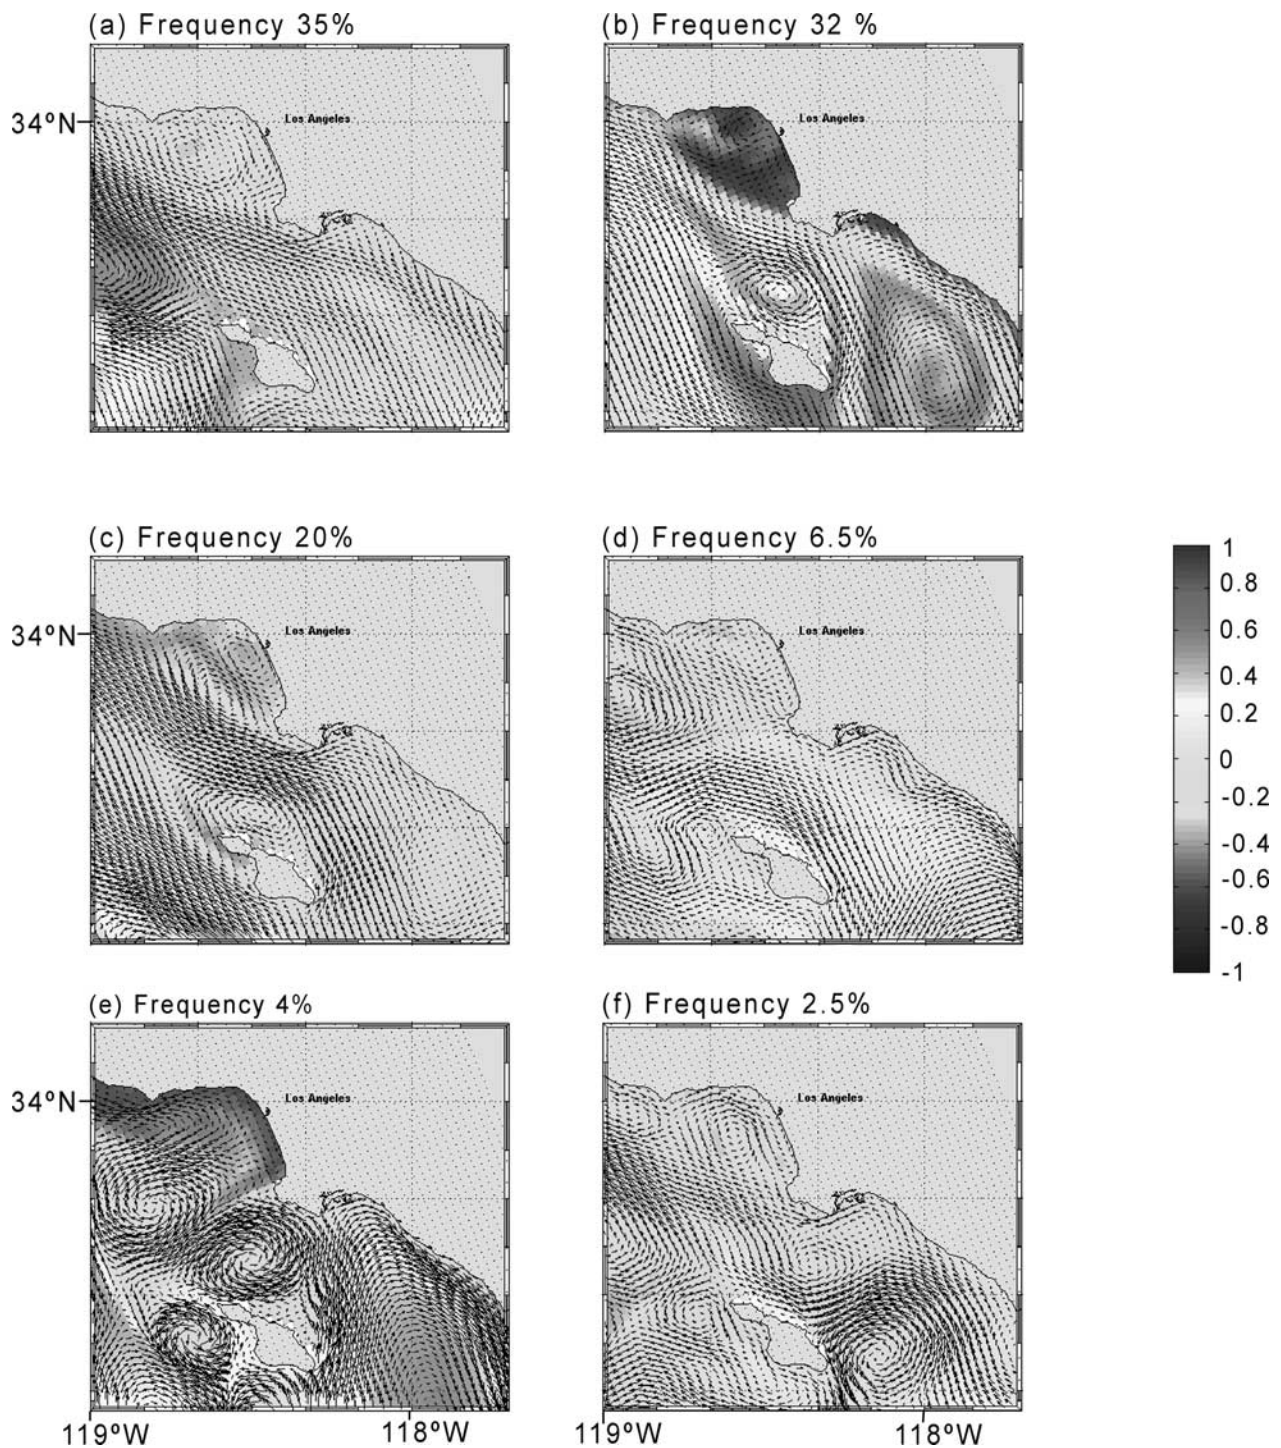 (a) Frequency 35%
(b) Frequency 32 %
34°N
Los Angeles
Los Angeles
(c) Frequency 20%
(d) Frequency 6.5%
34°N
Los Angeles
Los Angeles
1
0.8
0.6
0.4
0.2
0
-0.2
-0.4
-0.6
-0.8
-1
(e) Frequency 4%
(f) Frequency 2.5%
34°N
Los Angeles
Los Angeles
119°W
118°W
119°W
118°W